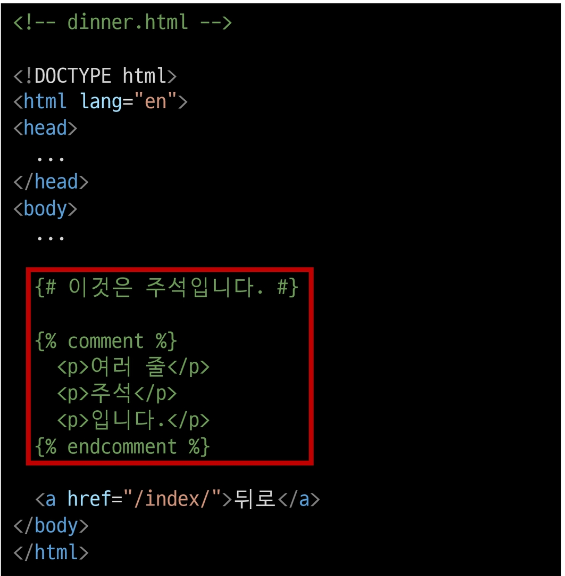 <!-- dinner.html -->
<!DOCTYPE html>
<html lang="en">
<head>
...
</head>
<body>
...
{# 이것은 주석입니다. #}
{% comment %}
<p>여러 줄</p>
<p>주석</p>
<p>입니다.</p>
{% endcomment %}
<a href="/index/">뒤로</a>
</body>
</html>